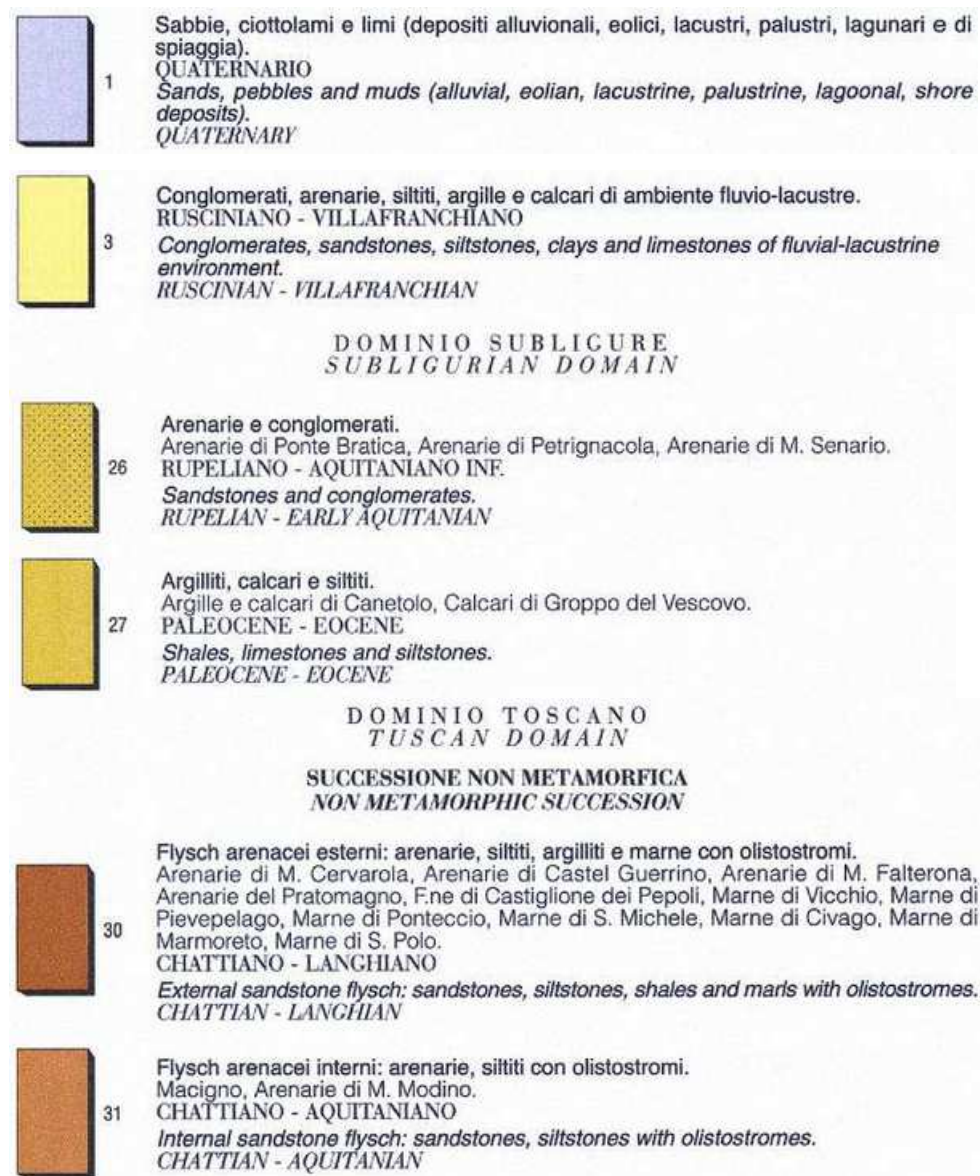 Sabbie, ciottolami e limi (depositi alluvionali, eolici, lacustri, palustri, lagunari e di
spiaggia).
1
QUATERNARIO
Sands, pebbles and muds (alluvial, eolian, lacustrine, palustrine, lagoonal, shore
deposits).
QUATERNARY
Conglomerati, arenarie, siltiti, argille e calcari di ambiente fluvio-lacustre.
RUSCINIANO - VILLAFRANCHIANO
3
Conglomerates, sandstones, siltstones, clays and limestones of fluvial-lacustrine
environment.
RUSCINIAN - VILLAFRANCHIAN
DOMINIO SUBLIGURE
SUBLIGURIAN DOMAIN
Arenarie e conglomerati.
Arenarie di Ponte Bratica, Arenarie di Petrignacola, Arenarie di M. Senario.
26
RUPELIANO - AQUITANIANO INF.
Sandstones and conglomerates.
RUPELIAN - EARLY AQUITANIAN
Argilliti, calcari e siltiti.
Argille e calcari di Canetolo, Calcari di Groppo del Vescovo.
27
PALEOCENE - EOCENE
Shales, limestones and siltstones.
PALEOCENE - EOCENE
DOMINIO TOSCANO
TUSCAN DOMAIN
SUCCESSIONE NON METAMORFICA
NON METAMORPHIC SUCCESSION
Flysch arenacei esterni: arenarie, siltiti, argilliti e marne con olistostromi.
Arenarie di M. Cervarola, Arenarie di Castel Guerrino, Arenarie di M. Falterona,
Arenarie del Pratomagno, F.ne di Castiglione dei Pepoli, Marne di Vicchio, Marne di
30
Pievepelago, Marne di Ponteccio, Marne di S. Michele, Marne di Civago, Marne di
Marmoreto, Marne di S. Polo.
CHATTIANO - LANGHIANO
External sandstone flysch: sandstones, siltstones, shales and marls with olistostromes.
CHATTIAN - LANGHIAN
Flysch arenacei interni: arenarie, siltiti con olistostromi.
Macigno, Arenarie di M. Modino.
31
CHATTIANO - AQUITANIANO
Internal sandstone flysch: sandstones, siltstones with olistostromes.
CHATTIAN - AQUITANIAN